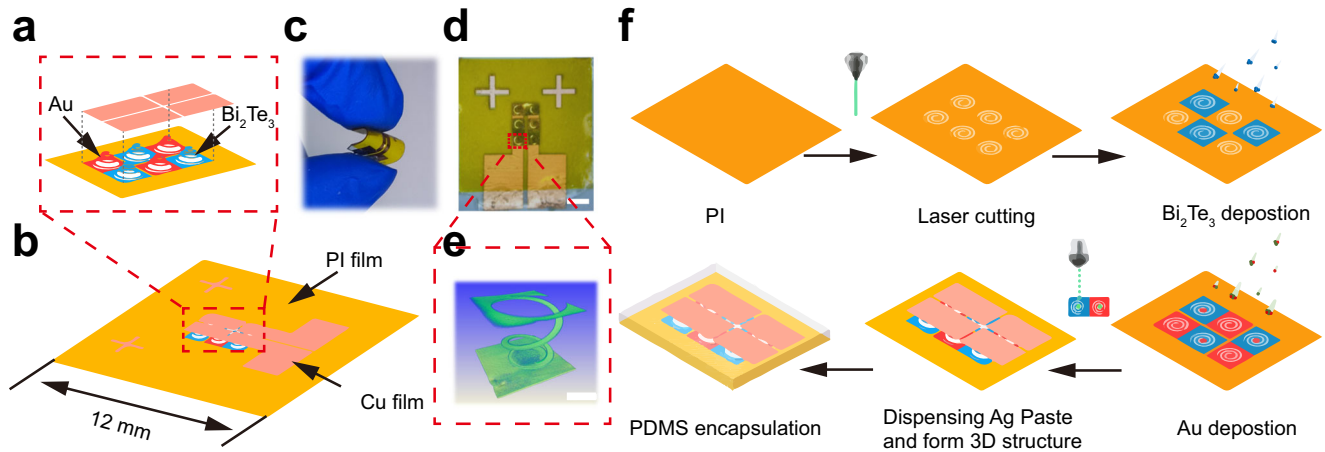 a
Au
Bi2Te3
b
PI film
Cu film
12 mm
c
d
e
f
PI
Laser cutting
Bi2Te3 depostion
PDMS encapsulation
Dispensing Ag Paste
and form 3D structure
Au depostion